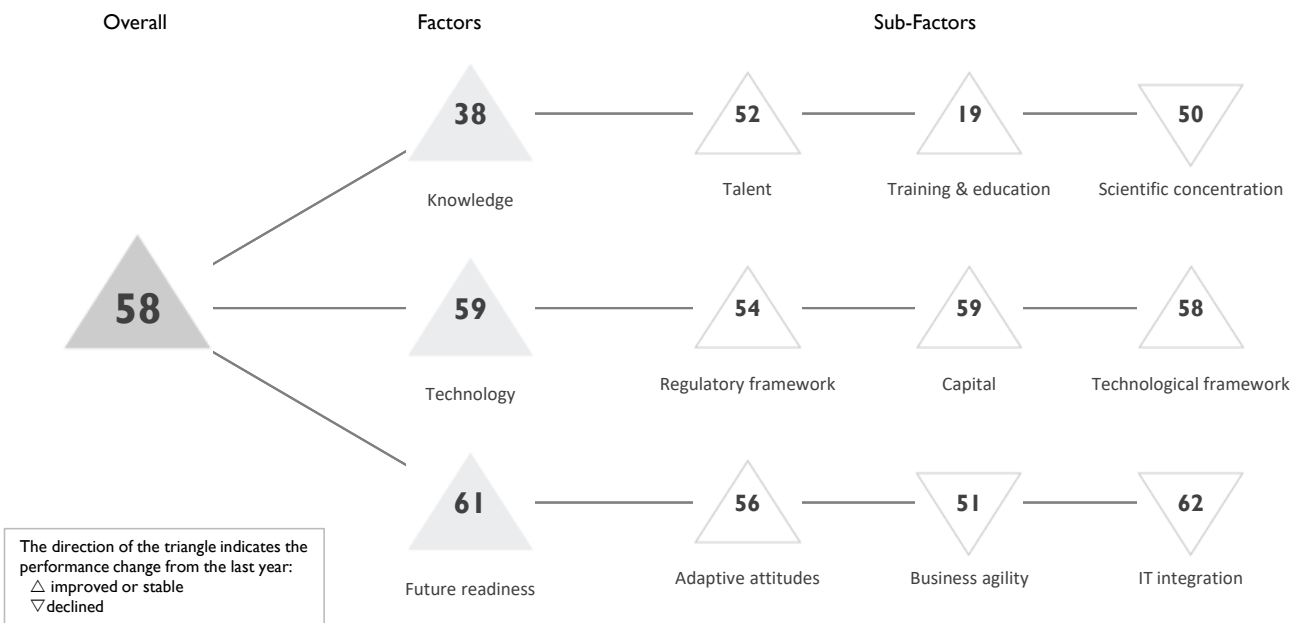 Overall Factors Sub-Factors
38 52 19 50
Knowledge Talent Training & education Scientific concentration
58
59 54 59 58
Technology Regulatory framework Capital Technological framework
61 56 51 62
Future readiness Adaptive attitudes Business agility IT integration
The direction of the triangle indicates the
performance change from the last year:
△ improved or stable
▽ declined